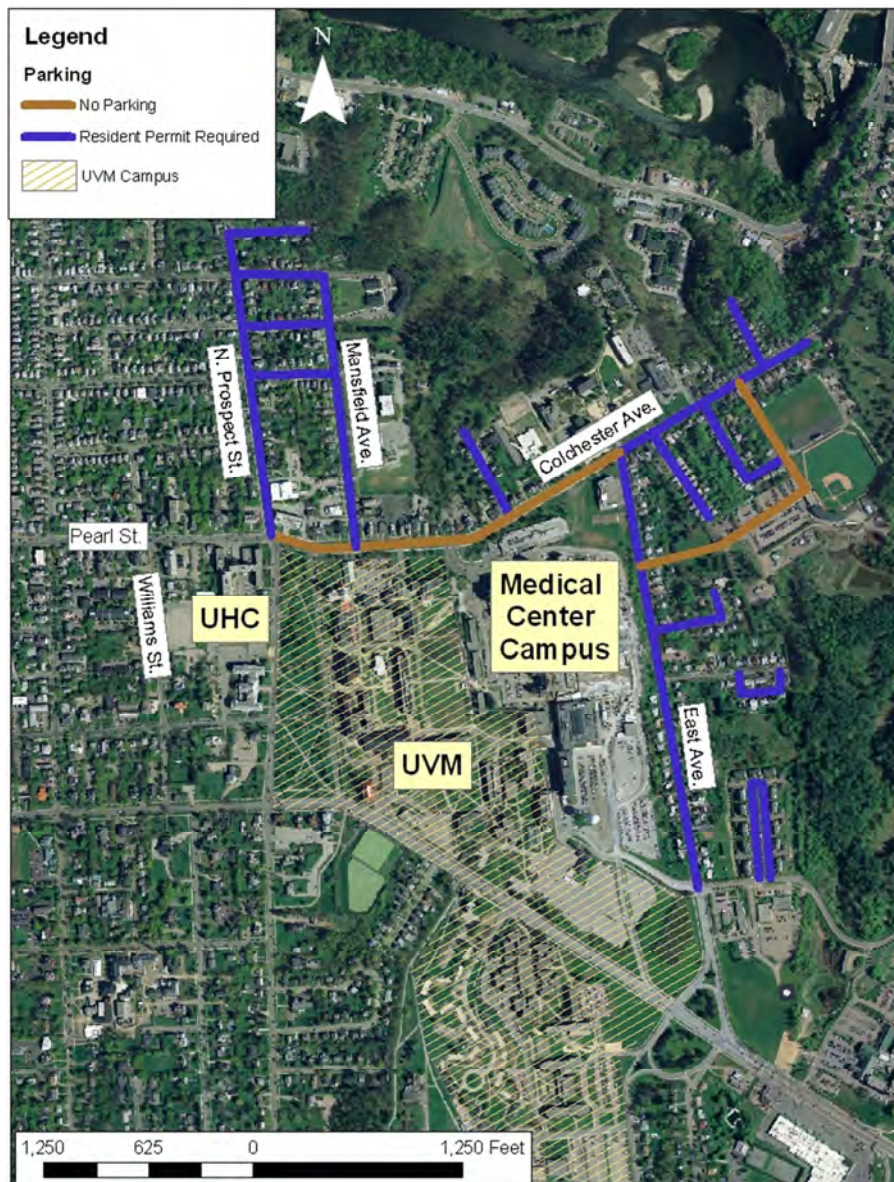 Legend
N
Parking
No Parking
Resident Permit Required
UVM Campus
N. Prospect St.
Mansfield Ave.
Colchester Ave.
Pearl St.
Williams St.
UHC
Medical
Center
Campus
UVM
East Ave.
1,250 625 0 1,250 Feet